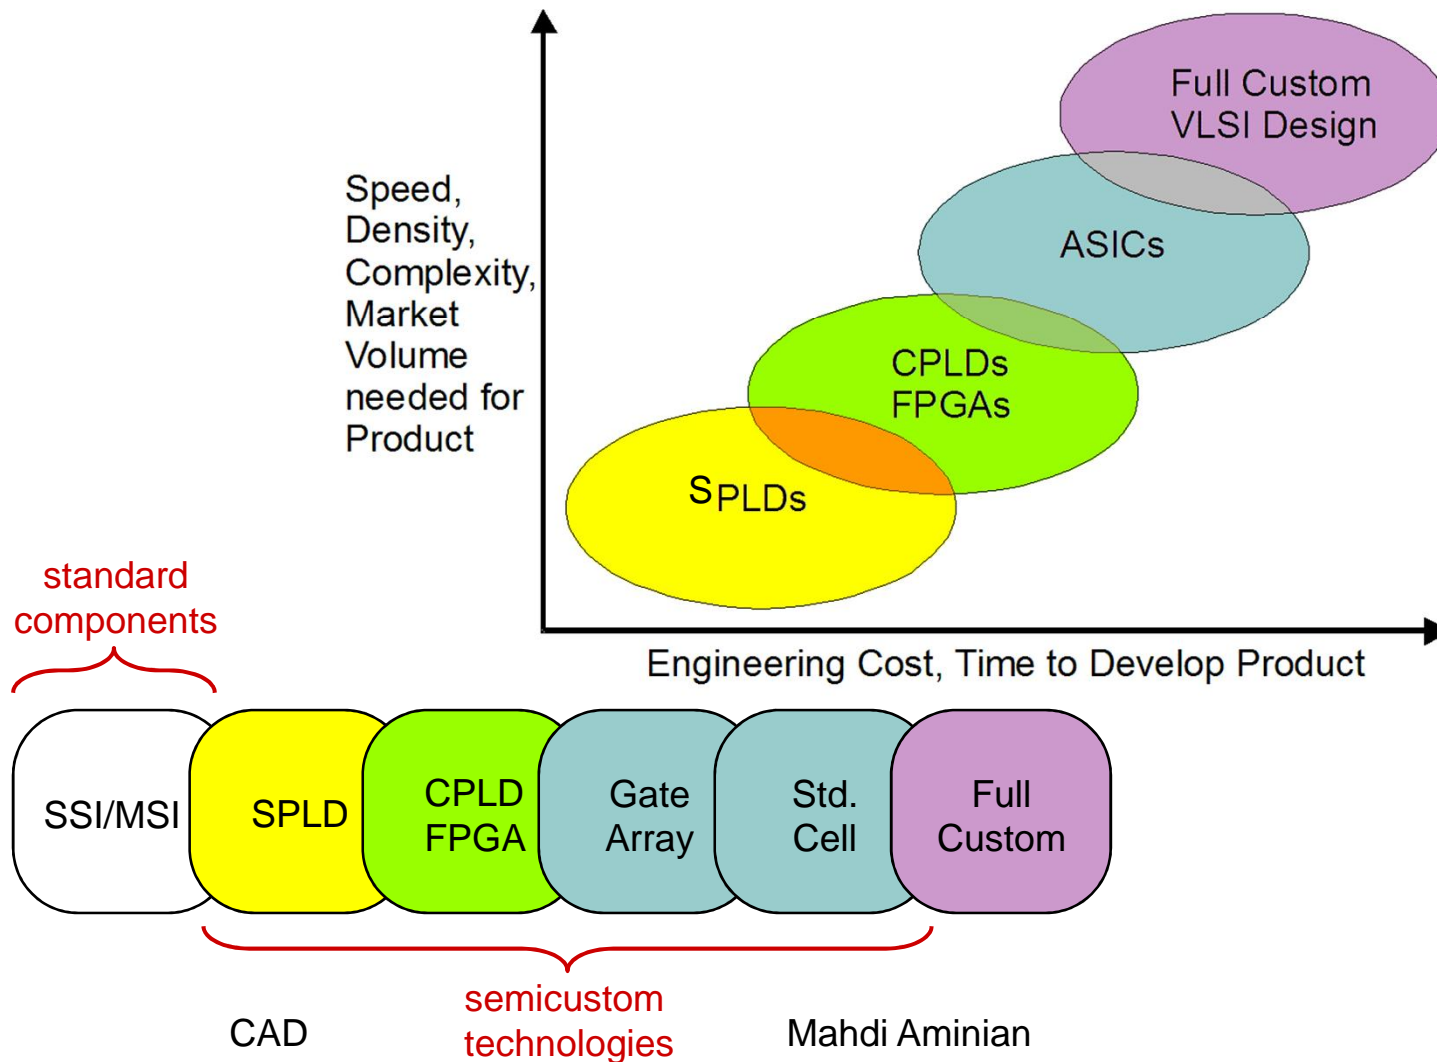 Full Custom
VLSI Design
Speed,
Density,
Complexity,
Market
Volume
needed for
Product
ASICs
CPLDs
FPGAs
SPLDs
standard
components
Engineering Cost, Time to Develop Product
SSI/MSI
SPLD
CPLD
FPGA
Gate
Array
Std.
Cell
Full
Custom
semicustom
technologies
CAD
Mahdi Aminian